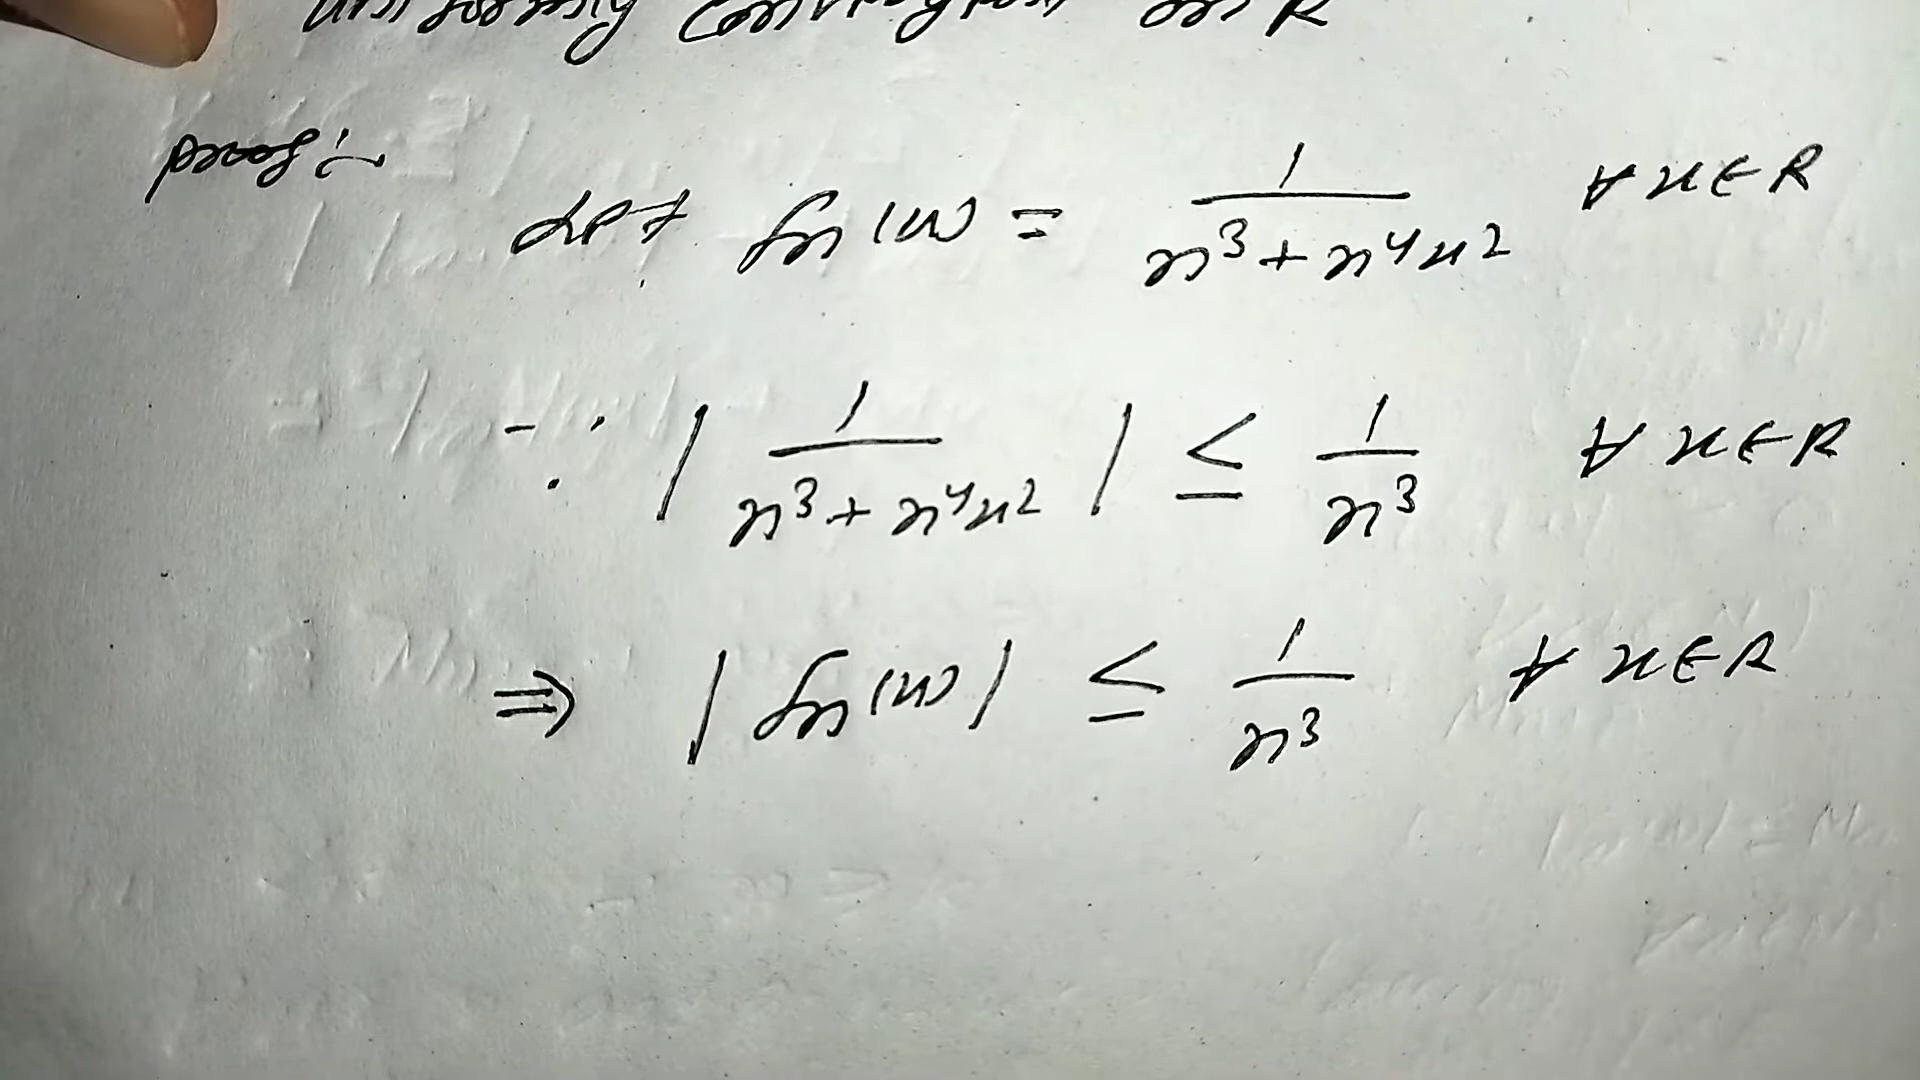 uniformly convergent on R
proof :-
Let fn(x) = 1/(n³ + n⁴x²) ∀ x ∈ R
∵ |1/(n³ + n⁴x²)| ≤ 1/n³ ∀ x ∈ R
⇒ |fn(x)| ≤ 1/n³ ∀ x ∈ R